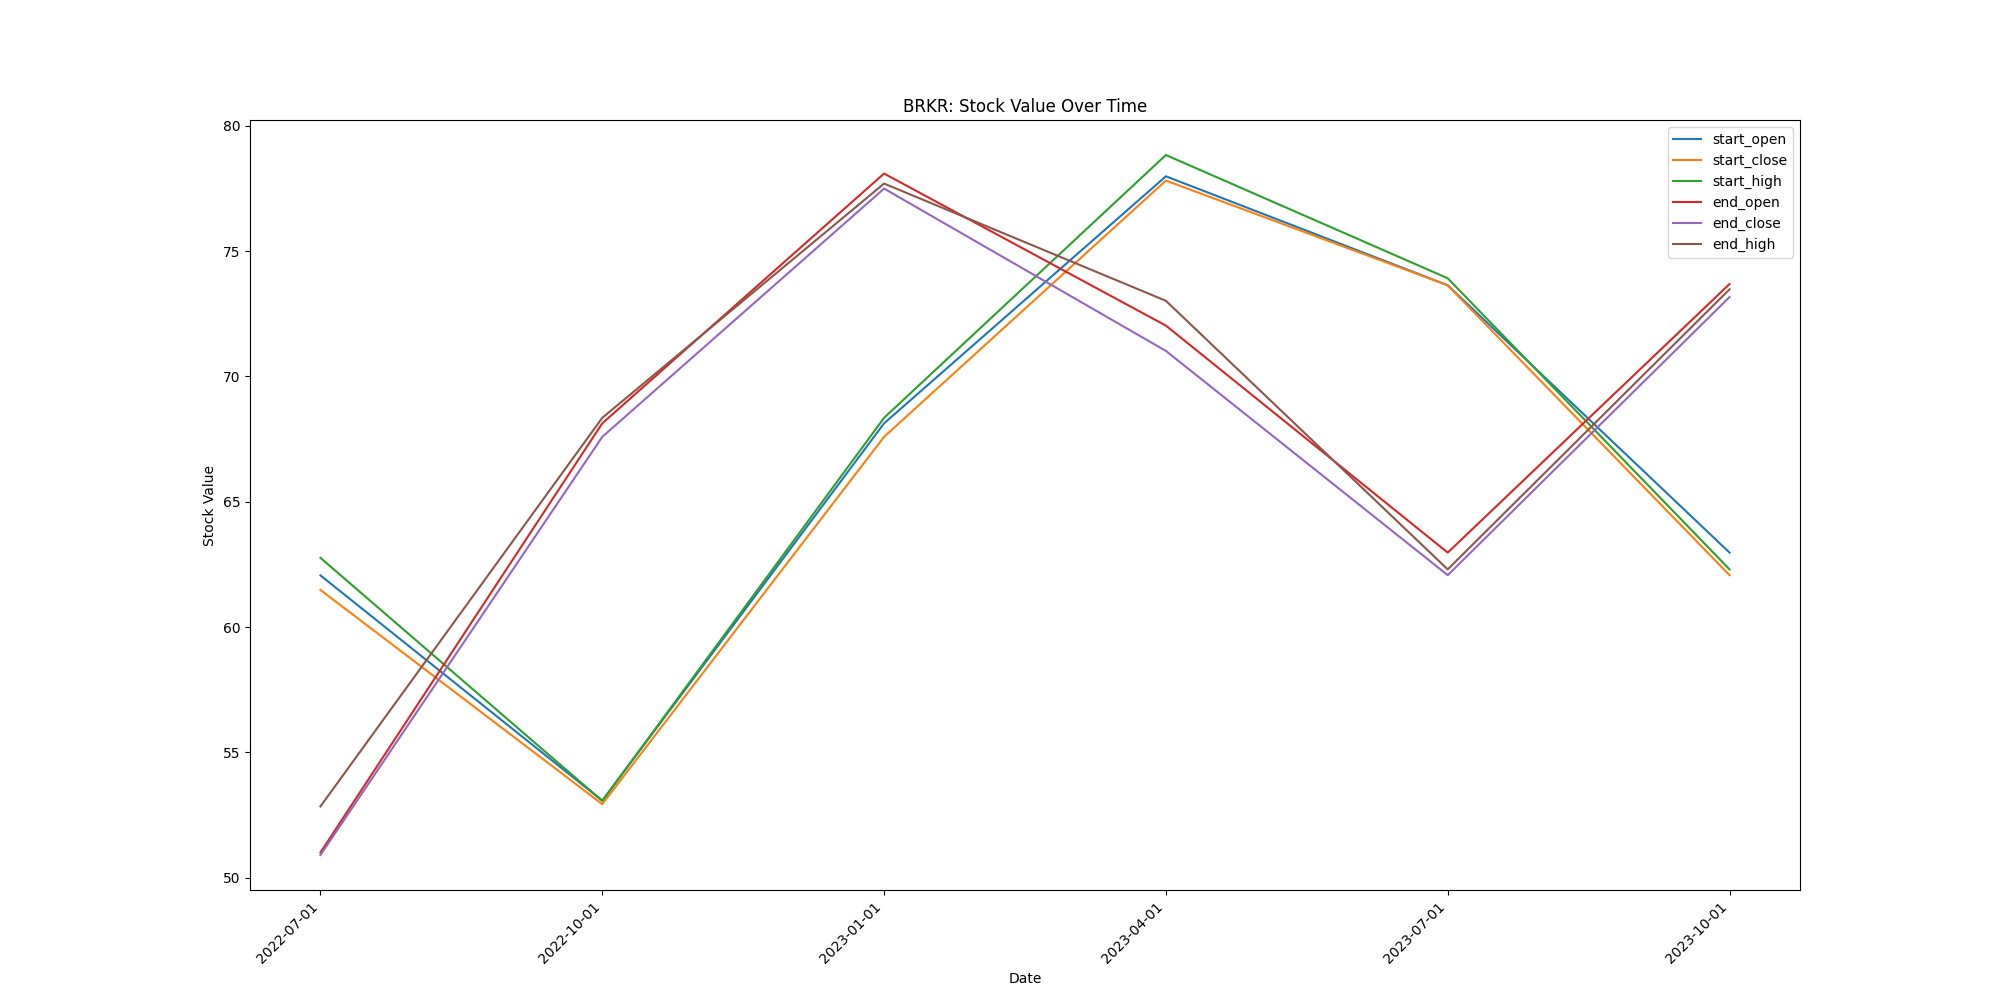 BRKR: Stock Value Over Time
80
75
70
65
60
55
50
Stock Value
start_open
start_close
start_high
end_open
end_close
end_high
2022-07-01
2022-10-01
2023-01-01
2023-04-01
2023-07-01
2023-10-01
Date